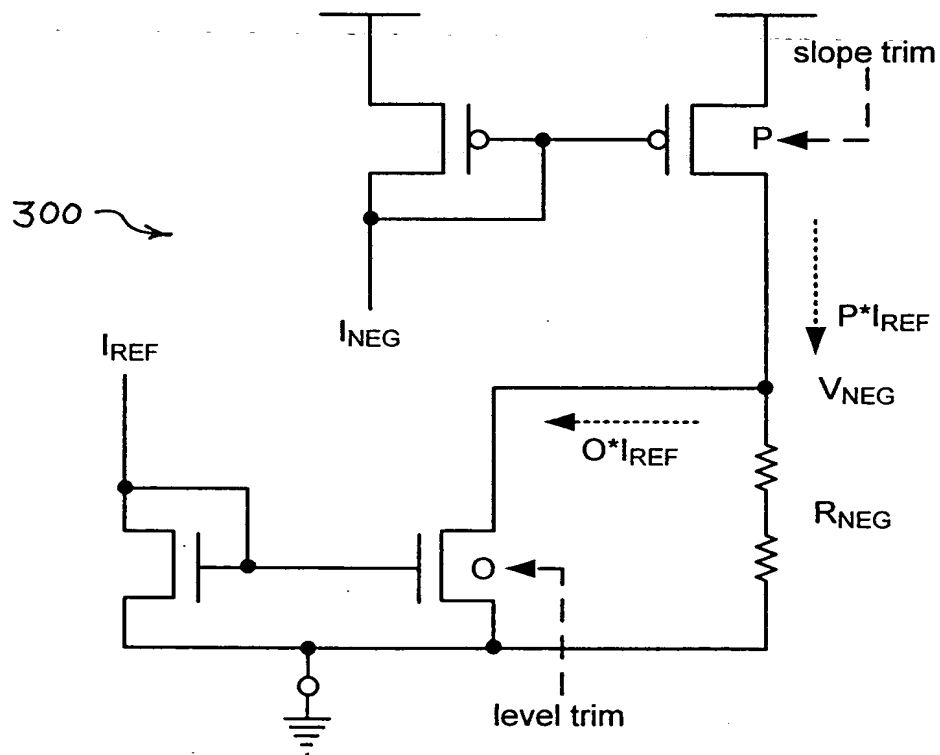 slope trim
P
300
P*IREF
INEG
IREF
VNEG
O*IREF
RNEG
O
level trim